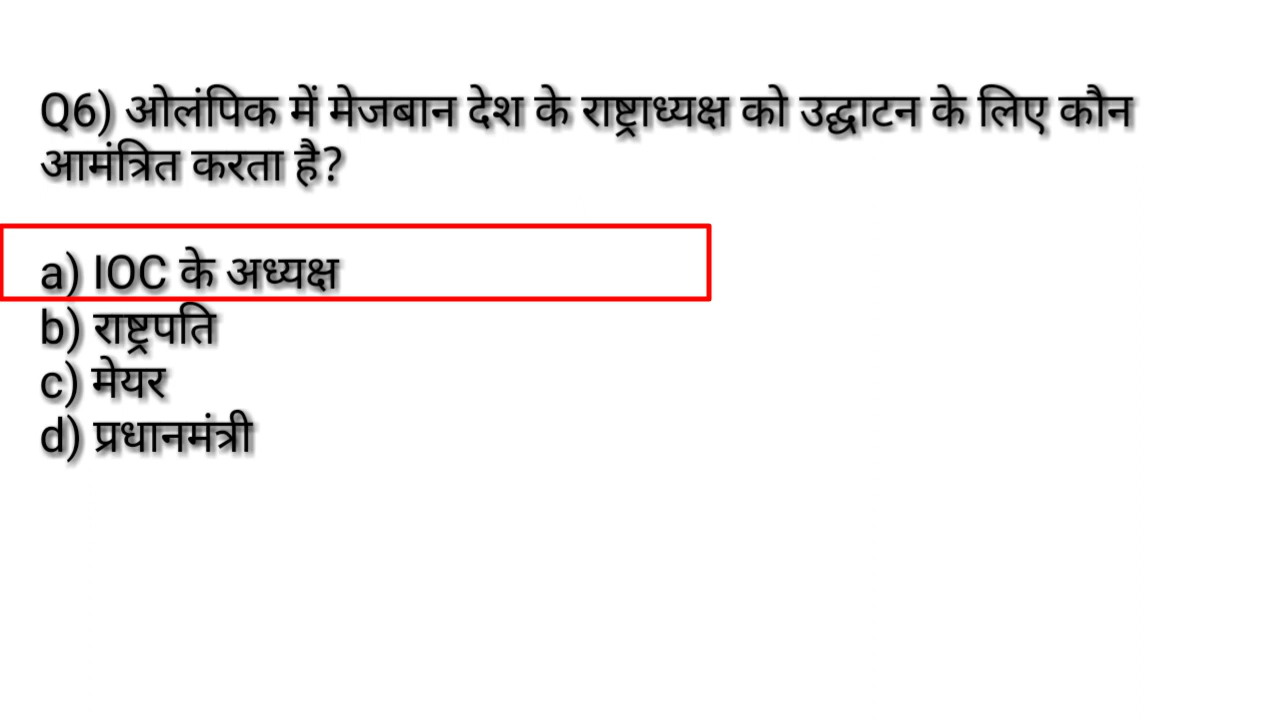 Q6) ओलंपिक में मेजबान देश के राष्ट्राध्यक्ष को उद्घाटन के लिए कौन
आमंत्रित करता है?
a) IOC के अध्यक्ष
b) राष्ट्रपति
c) मेयर
d) प्रधानमंत्री